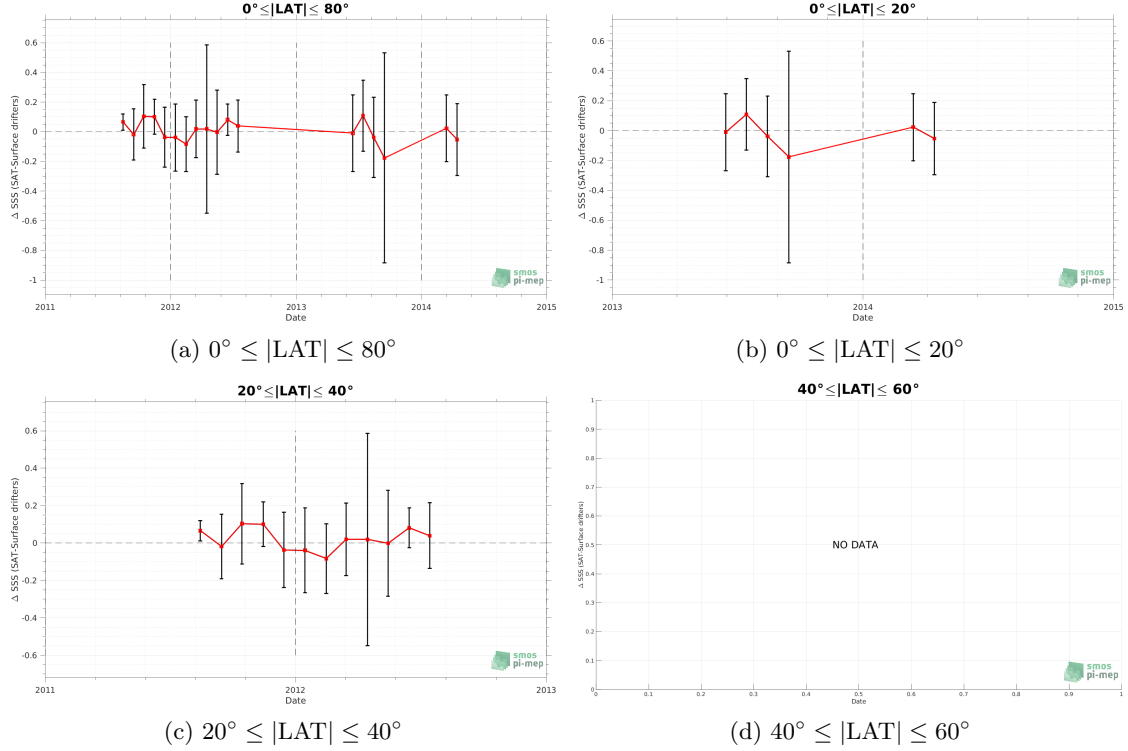 0°≤|LAT|≤ 80°
0.6
0.4
0.2
0
-0.2
-0.4
-0.6
-0.8
-1
Δ SSS (SAT-Surface drifters)
2011
2012
2013
2014
2015
Date
smos
pi-mep
(a) 0° ≤ |LAT| ≤ 80°
0°≤|LAT|≤ 20°
0.6
0.4
0.2
0
-0.2
-0.4
-0.6
-0.8
-1
Δ SSS (SAT-Surface drifters)
2013
2014
2015
Date
smos
pi-mep
(b) 0° ≤ |LAT| ≤ 20°
20°≤|LAT|≤ 40°
0.6
0.4
0.2
0
-0.2
-0.4
-0.6
Δ SSS (SAT-Surface drifters)
2011
2012
2013
Date
smos
pi-mep
(c) 20° ≤ |LAT| ≤ 40°
40°≤|LAT|≤ 60°
1
0.9
0.8
0.7
0.6
0.5
0.4
0.3
0.2
0.1
0
Δ SSS (SAT-Surface drifters)
NO DATA
0
0.1
0.2
0.3
0.4
0.5
0.6
0.7
0.8
0.9
1
Date
smos
pi-mep
(d) 40° ≤ |LAT| ≤ 60°